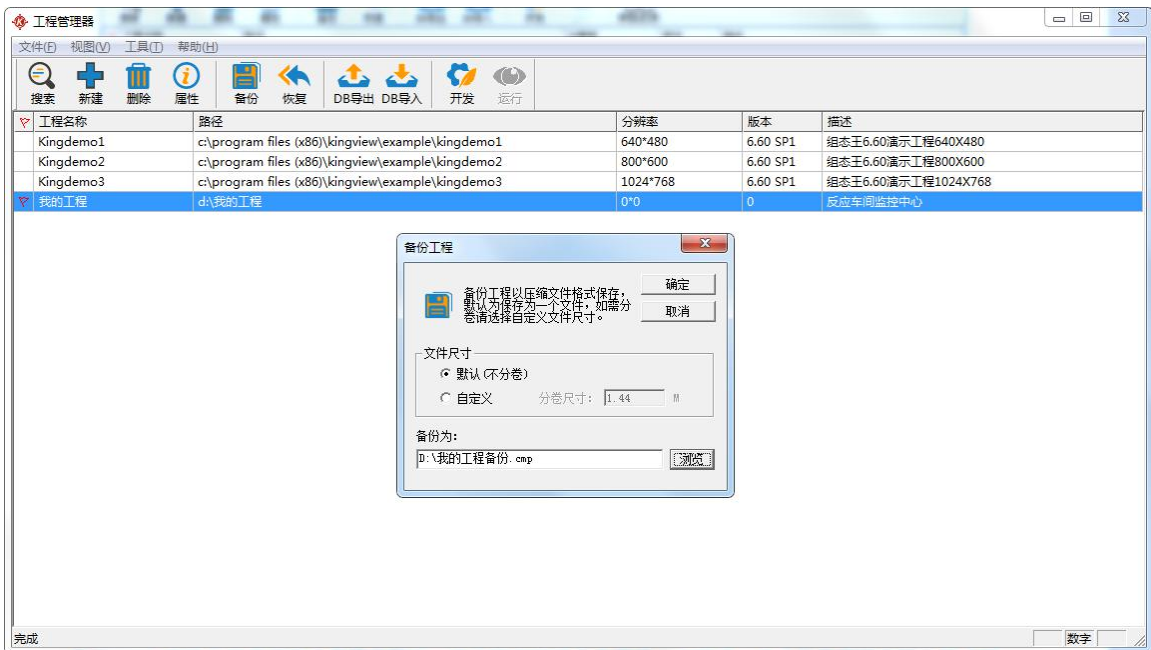 工程管理器
文件(F) 视图(V) 工具(T) 帮助(H)
搜索 新建 删除 属性 备份 恢复 DB导出 DB导入 开发 运行
工程名称 路径 分辨率 版本 描述
Kingdemo1 c:\program files (x86)\kingview\example\kingdemo1 640*480 6.60 SP1 组态王6.60演示工程640X480
Kingdemo2 c:\program files (x86)\kingview\example\kingdemo2 800*600 6.60 SP1 组态王6.60演示工程800X600
Kingdemo3 c:\program files (x86)\kingview\example\kingdemo3 1024*768 6.60 SP1 组态王6.60演示工程1024X768
我的工程 d:\我的工程 0*0 0 反应车间监控中心
备份工程
备份工程以压缩文件格式保存，
默认为保存为一个文件，如需分
卷请选择自定义文件尺寸。
确定
取消
文件尺寸
默认(不分卷)
自定义 分卷尺寸： 1.44 M
备份为：
D:\我的工程备份.cmp 浏览
完成 数字